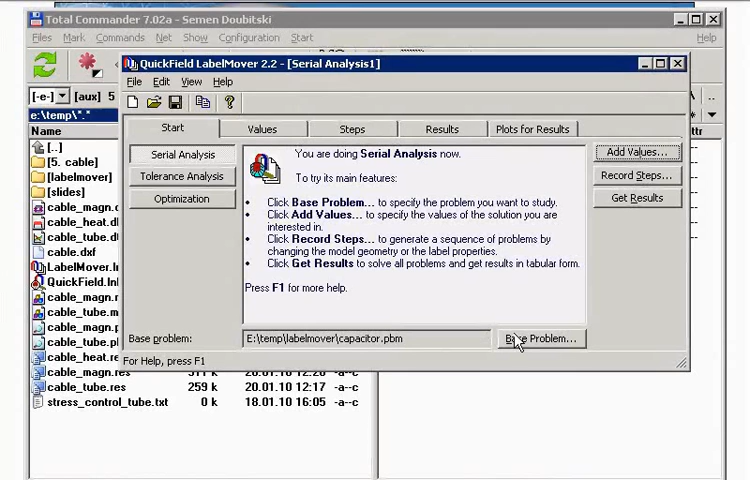 Total Commander 7.02a - Semen Doubitski
Files Mark Commands Net Show Configuration Start Help
[-e-] [aux] 5
e:\temp\*.*
Name
[..]
[5. cable]
[labelmover]
[slides]
cable_magn.
cable_heat.d
cable_tube.d
cable.dxf
LabelMover.In
QuickField.In
cable_magn.
cable_magn.p
cable_tube.p
cable_heat.re
cable_magn.r
cable_tube.res 259 k 20.01.10 12:17 -a--c
stress_control_tube.txt 0 k 18.01.10 16:05 -a--c
QuickField LabelMover 2.2 - [Serial Analysis1]
File Edit View Help
Start Values Steps Results Plots for Results
Serial Analysis
Tolerance Analysis
Optimization
You are doing Serial Analysis now.
To try its main features:
• Click Base Problem... to specify the problem you want to study.
• Click Add Values... to specify the values of the solution you are
interested in.
• Click Record Steps... to generate a sequence of problems by
changing the model geometry or the label properties.
• Click Get Results to solve all problems and get results in tabular form.
Press F1 for more help.
Add Values...
Record Steps...
Get Results
Base problem: E:\temp\labelmover\capacitor.pbm Base Problem...
For Help, press F1